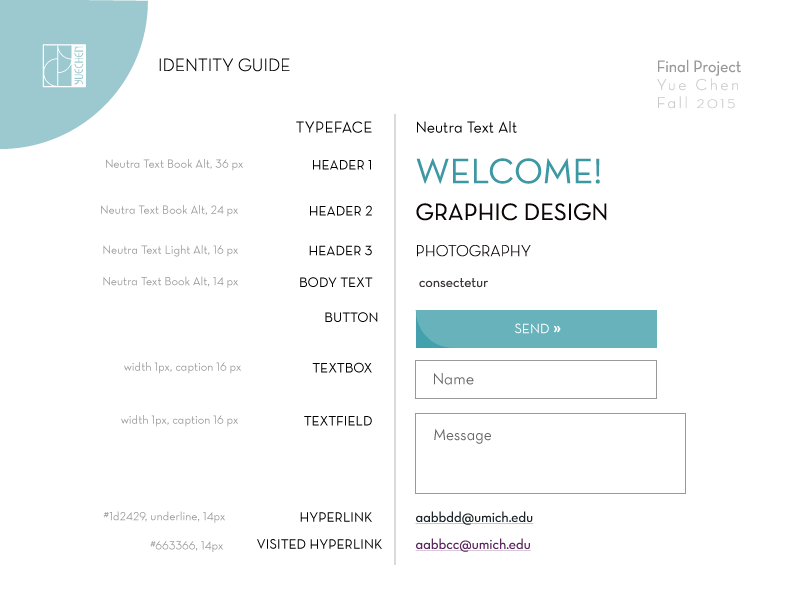 YUECHEN
IDENTITY GUIDE
Final Project
Yue Chen
Fall 2015
TYPEFACE
Neutra Text Alt
Neutra Text Book Alt, 36 px
HEADER 1
WELCOME!
Neutra Text Book Alt, 24 px
HEADER 2
GRAPHIC DESIGN
Neutra Text Light Alt, 16 px
HEADER 3
PHOTOGRAPHY
Neutra Text Book Alt, 14 px
BODY TEXT
consectetur
BUTTON
SEND »
width 1px, caption 16 px
TEXTBOX
Name
width 1px, caption 16 px
TEXTFIELD
Message
#1d2429, underline, 14px
HYPERLINK
aabbdd@umich.edu
#663366, 14px
VISITED HYPERLINK
aabbcc@umich.edu